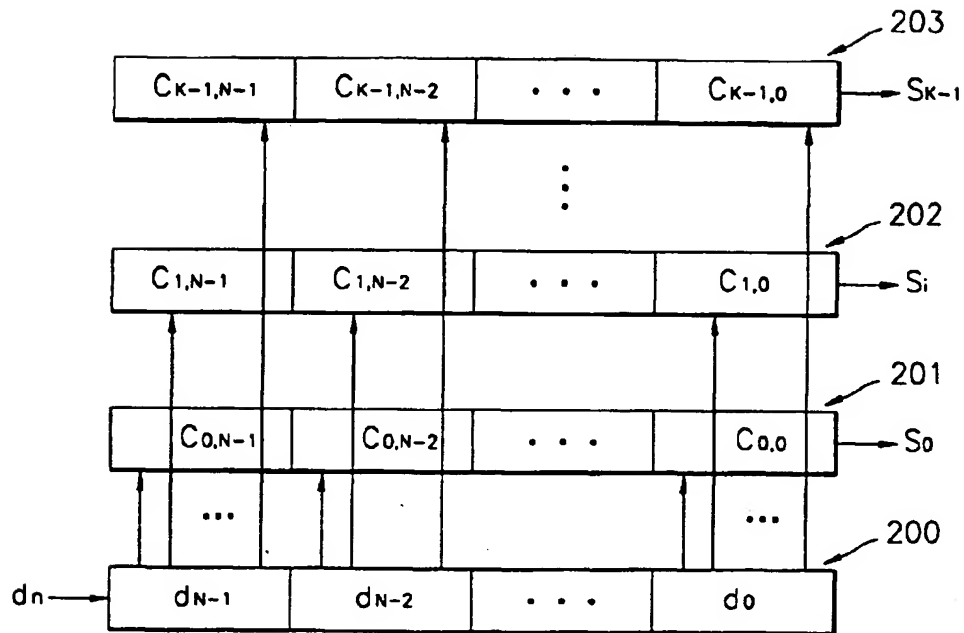 203
CK-1,N-1 CK-1,N-2 • • • CK-1,0 SK-1
202
C1,N-1 C1,N-2 • • • C1,0 Si
201
C0,N-1 C0,N-2 • • • C0,0 S0
••• •••
200
dn dN-1 dN-2 • • • d0